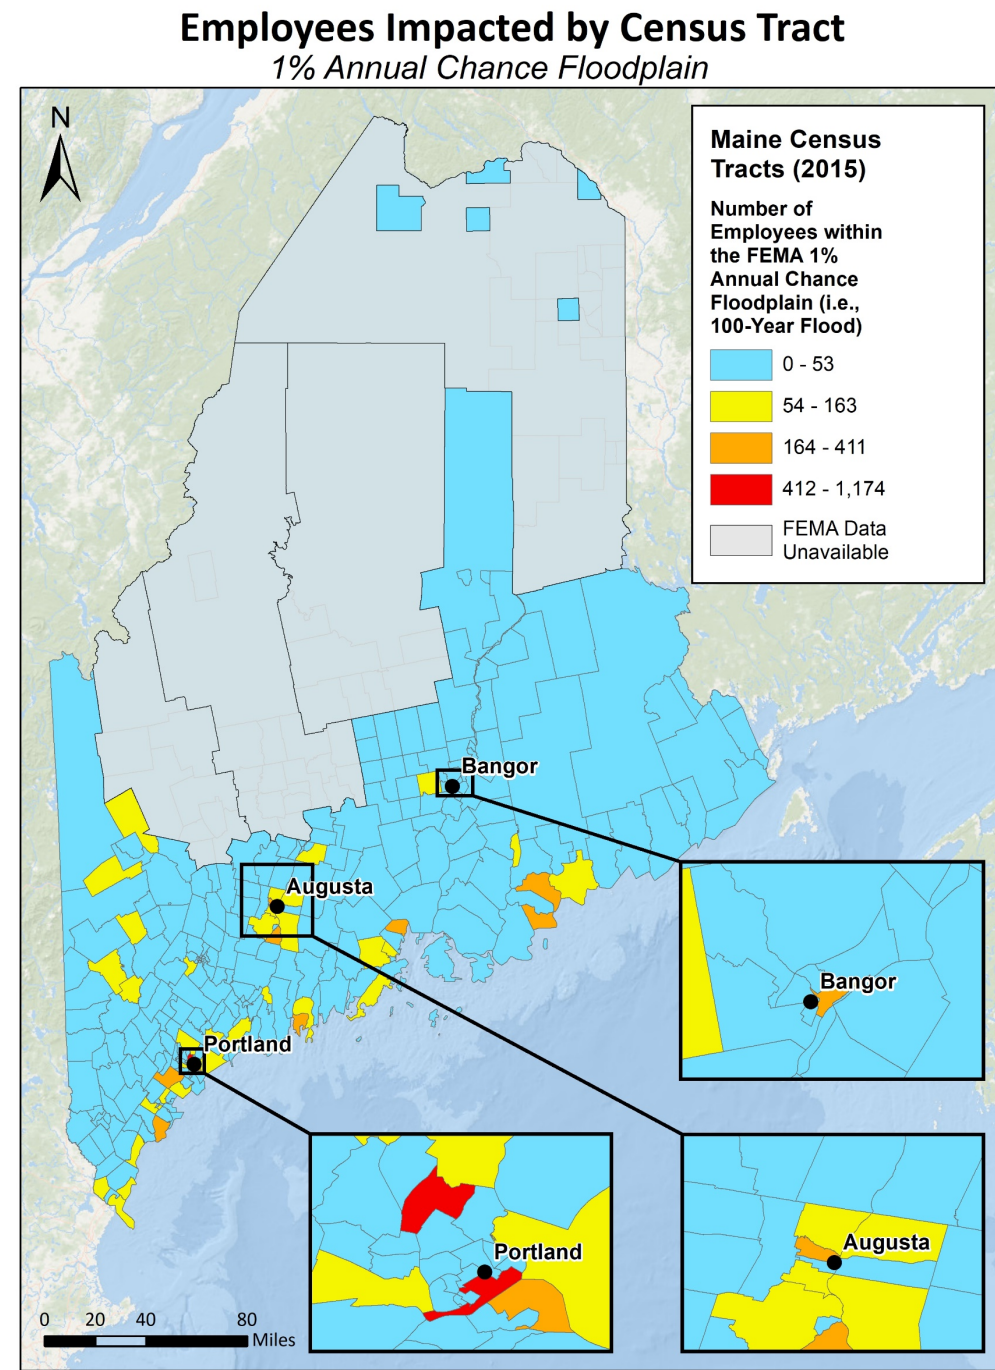 Employees Impacted by Census Tract
1% Annual Chance Floodplain
N
Maine Census
Tracts (2015)
Number of
Employees within
the FEMA 1%
Annual Chance
Floodplain (i.e.,
100-Year Flood)
0 - 53
54 - 163
164 - 411
412 - 1,174
FEMA Data
Unavailable
Bangor
Augusta
Portland
Bangor
Portland
Augusta
0 20 40 80
Miles